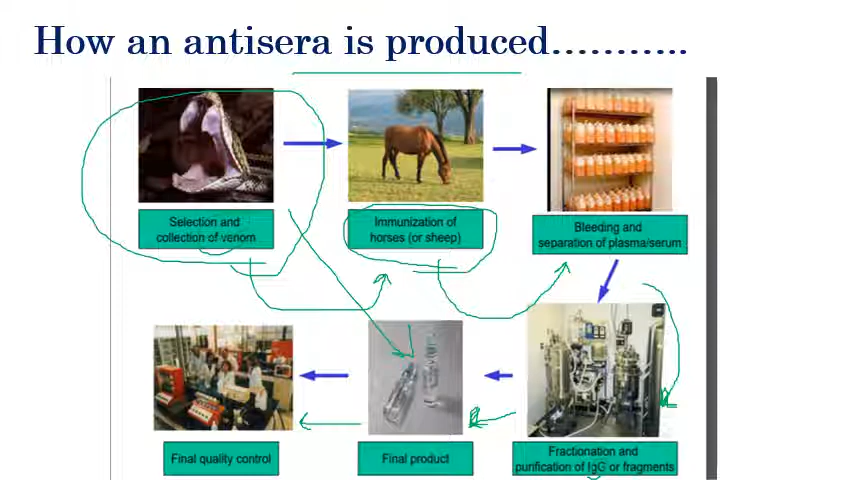 How an antisera is produced………..
Selection and
collection of venom
Immunization of
horses (or sheep)
Bleeding and
separation of plasma/serum
Fractionation and
purification of IgG or fragments
Final product
Final quality control